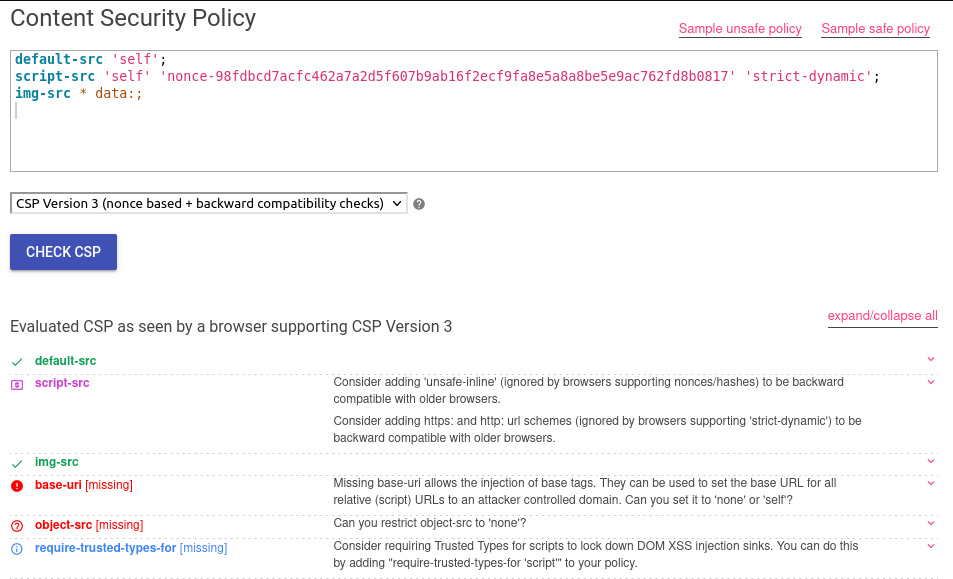 Content Security Policy
Sample unsafe policy Sample safe policy
default-src 'self';
script-src 'self' 'nonce-98fdbcd7acfc462a7a2d5f607b9ab16f2ecf9fa8e5a8a8be5e9ac762fd8b0817' 'strict-dynamic';
img-src * data:;
CSP Version 3 (nonce based + backward compatibility checks)
?
CHECK CSP
expand/collapse all
Evaluated CSP as seen by a browser supporting CSP Version 3
default-src
script-src Consider adding 'unsafe-inline' (ignored by browsers supporting nonces/hashes) to be backward
compatible with older browsers.
Consider adding https: and http: url schemes (ignored by browsers supporting 'strict-dynamic') to be
backward compatible with older browsers.
img-src
base-uri [missing] Missing base-uri allows the injection of base tags. They can be used to set the base URL for all
relative (script) URLs to an attacker controlled domain. Can you set it to 'none' or 'self'?
object-src [missing] Can you restrict object-src to 'none'?
require-trusted-types-for [missing] Consider requiring Trusted Types for scripts to lock down DOM XSS injection sinks. You can do this
by adding "require-trusted-types-for 'script'" to your policy.